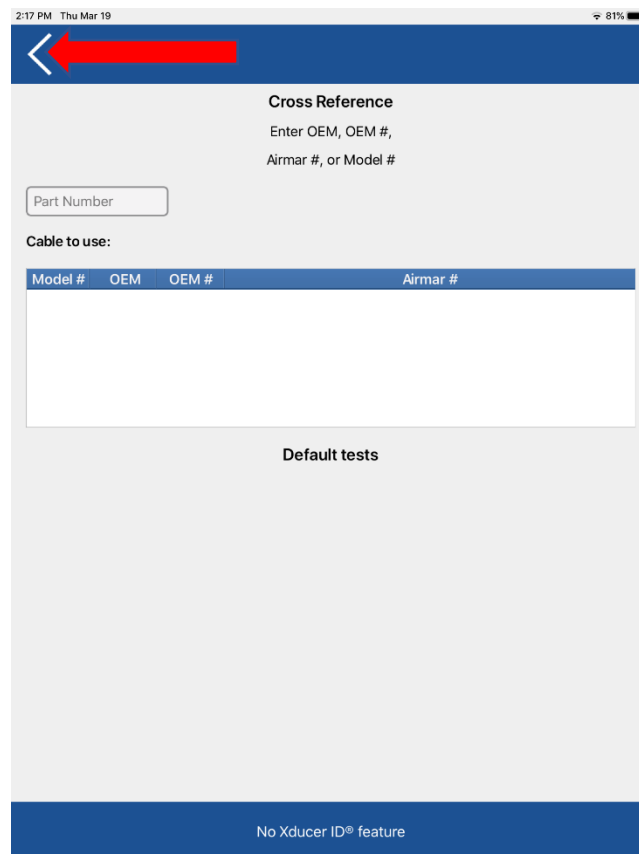 2:17 PM Thu Mar 19 81%
Cross Reference
Enter OEM, OEM #,
Airmar #, or Model #
Part Number
Cable to use:
Model # OEM OEM # Airmar #
Default tests
No Xducer ID® feature